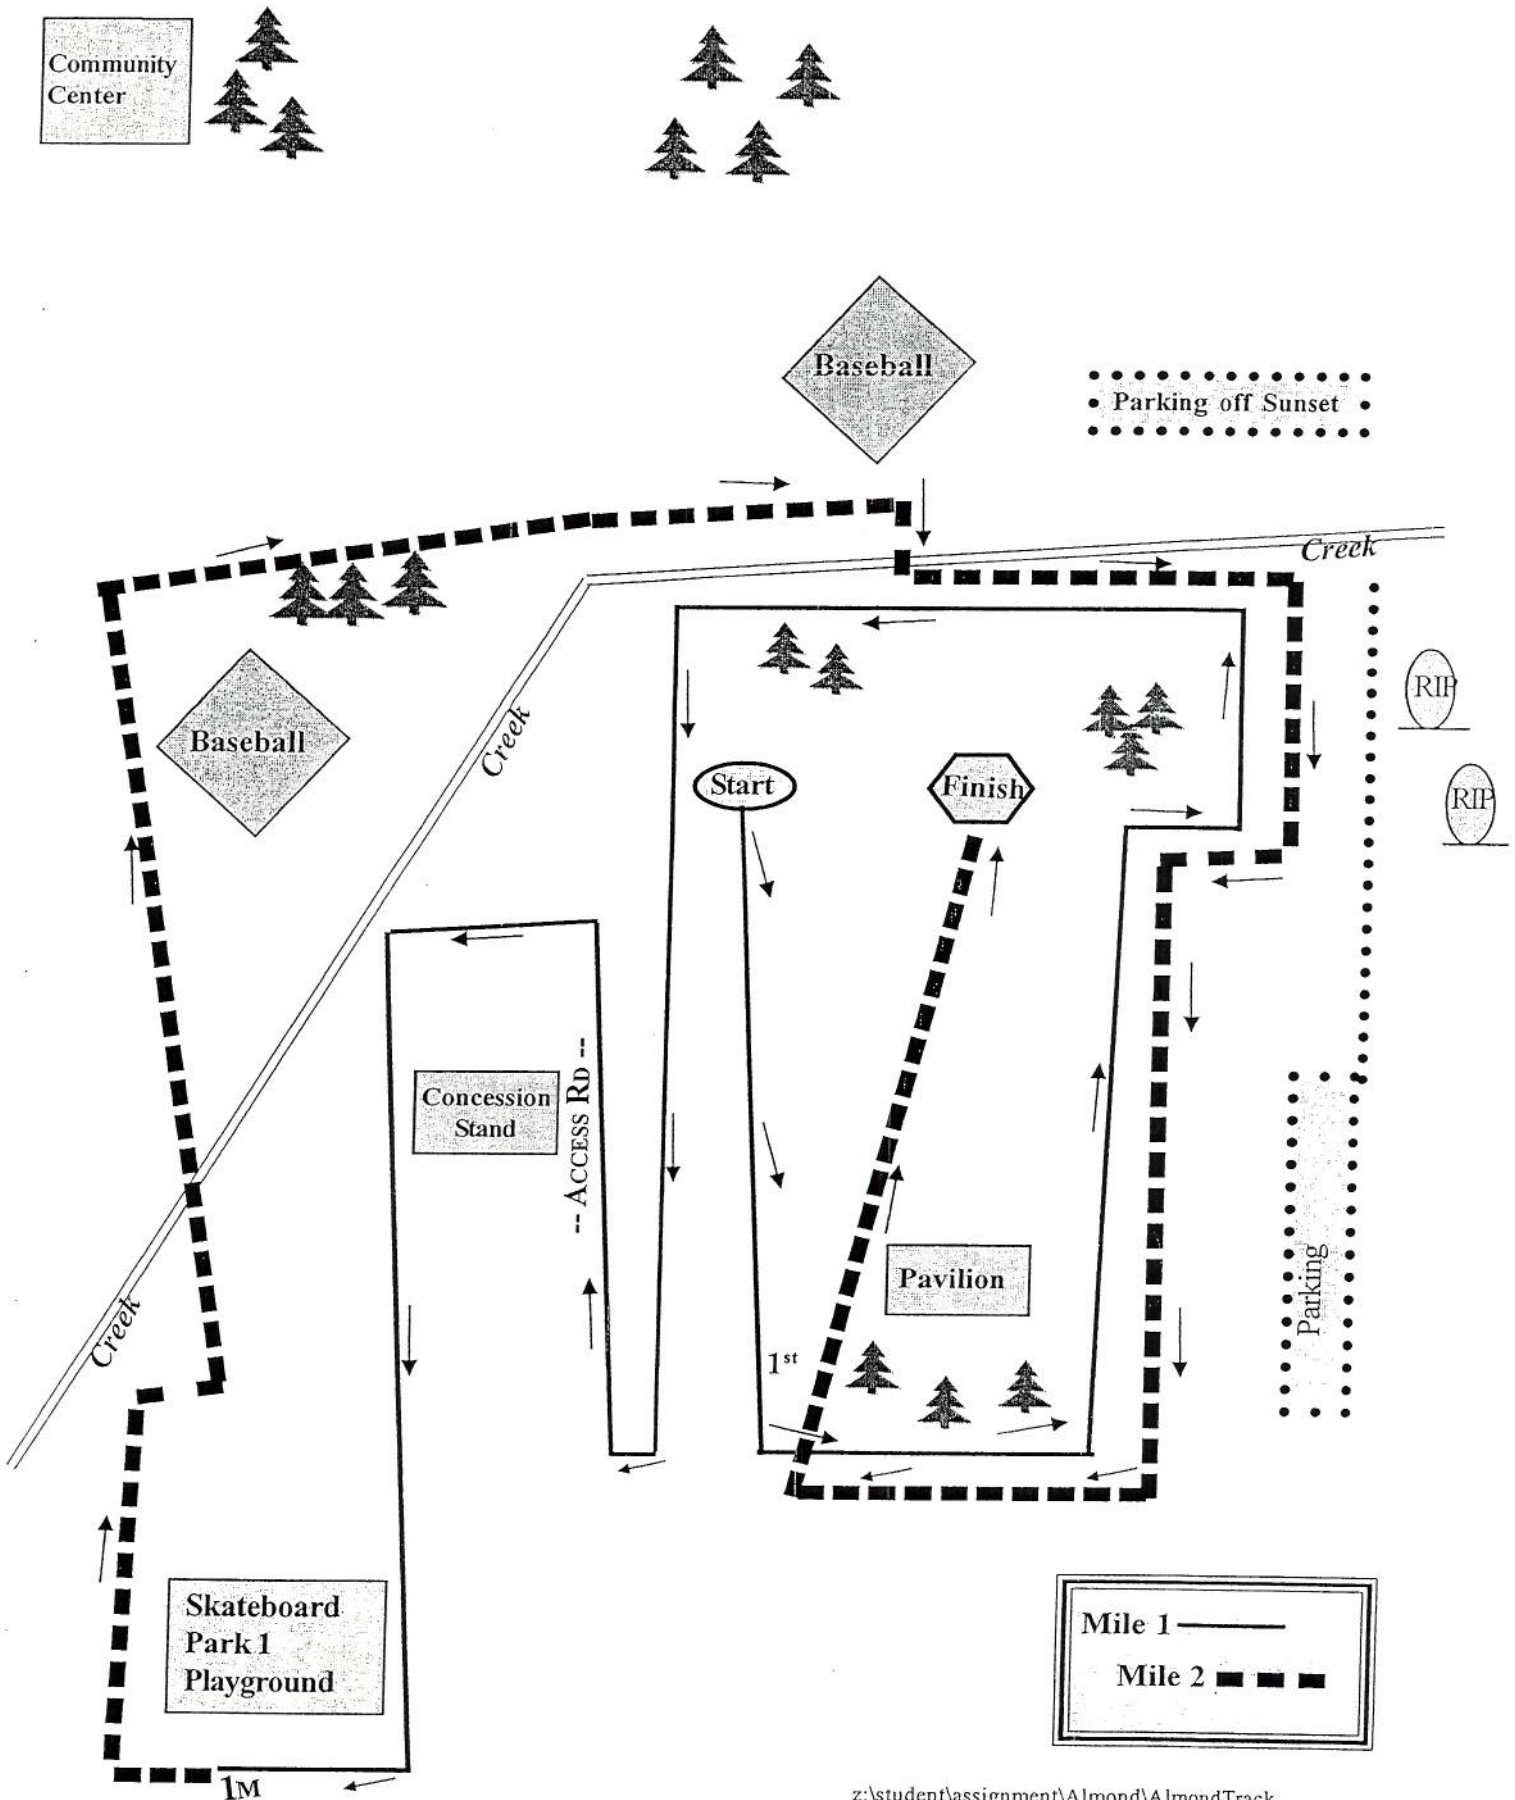 Community
Center
Baseball
Parking off Sunset
Creek
RIP
Baseball
Creek
Start
Finish
RIP
Concession
Stand
-- ACCESS RD --
Pavilion
Parking
Creek
1st
Skateboard
Park 1
Playground
Mile 1
Mile 2
1M
z:\student\assignment\Almond\AlmondTrack